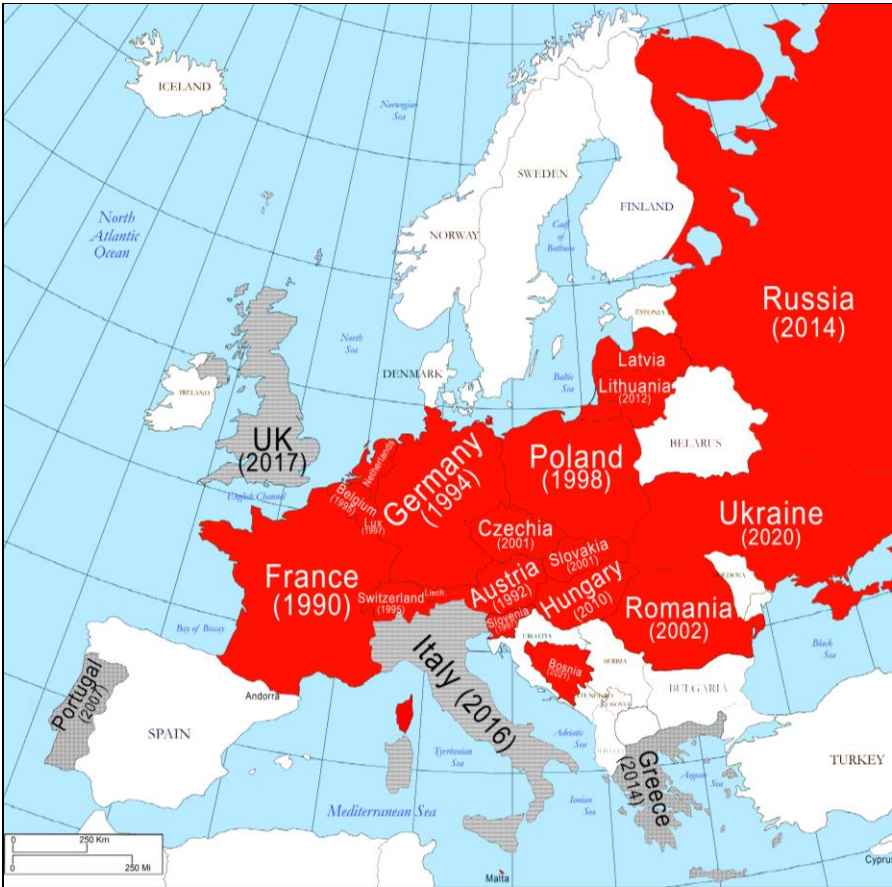 ICELAND
Norwegian
Sea
SWEDEN
FINLAND
NORWAY
North
Atlantic
Ocean
Gulf
of
Bothnia
Russia
(2014)
ESTONIA
North
Sea
Latvia
DENMARK
Baltic
Sea
Lithuania
(2012)
IRELAND
BELARUS
UK
(2017)
Netherlands
Germany
(1994)
Poland
(1998)
English Channel
Belgium
(1995)
Lux
(1997)
Ukraine
(2020)
Czechia
(2001)
Slovakia
(2001)
France
(1990)
Austria
(1992)
Hungary
(2010)
MOLDOVA
Switzerland
(1995)
Liech.
Romania
(2002)
Slovenia
Bay of Biscay
Italy (2016)
CROATIA
Black
Sea
Bosnia
(2021)
SERBIA
Portugal
(2007)
Andorra
KOSOVO
BULGARIA
SPAIN
Adriatic
Sea
Tyrrhenian
Sea
Greece
(2014)
Aegean
Sea
TURKEY
Ionian
Sea
Mediterranean Sea
0 250 Km
0 250 Mi
Malta
Cyprus